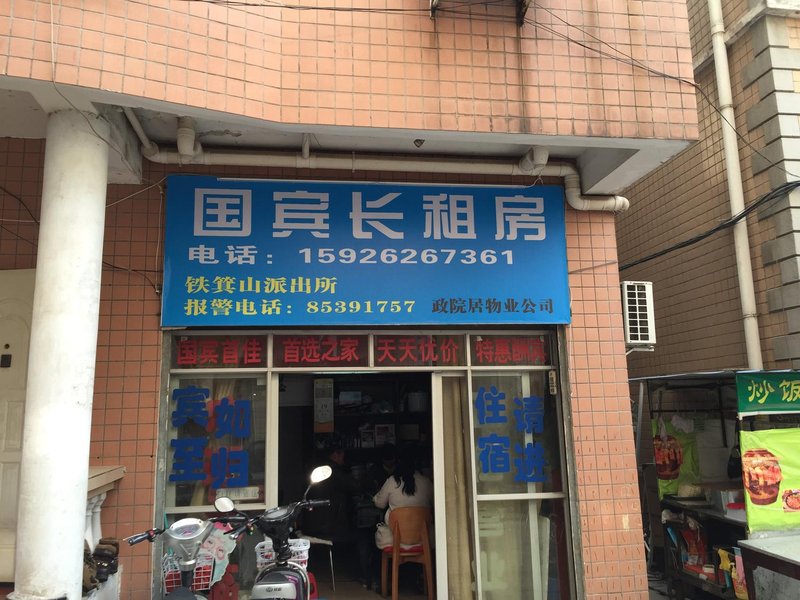 国宾长租房
电话：15926267361
铁箕山派出所
报警电话：85391757 政院居物业公司
国宾首佳 首选之家 天天优价 特惠酬宾
宾至如归
住宿请进
炒饭